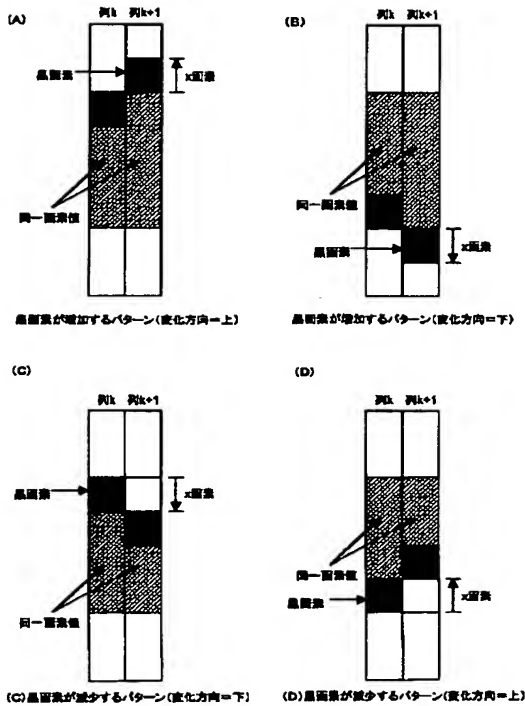 (A)
列k 列k+1
黒画素
x画素
同一画素値
黒画素が増加するパターン(変化方向=上)
(B)
列k 列k+1
同一画素値
黒画素
x画素
黒画素が増加するパターン(変化方向=下)
(C)
列k 列k+1
黒画素
x画素
同一画素値
(C)黒画素が減少するパターン(変化方向=下)
(D)
列k 列k+1
同一画素値
黒画素
x画素
(D)黒画素が減少するパターン(変化方向=上)